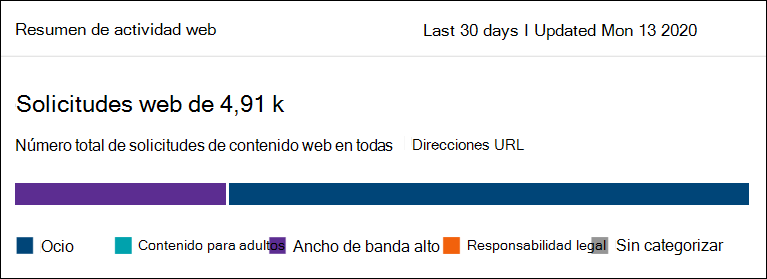 Resumen de actividad web Last 30 days I Updated Mon 13 2020
Solicitudes web de 4,91 k
Número total de solicitudes de contenido web en todas Direcciones URL
Ocio Contenido para adultos Ancho de banda alto Responsabilidad legal Sin categorizar